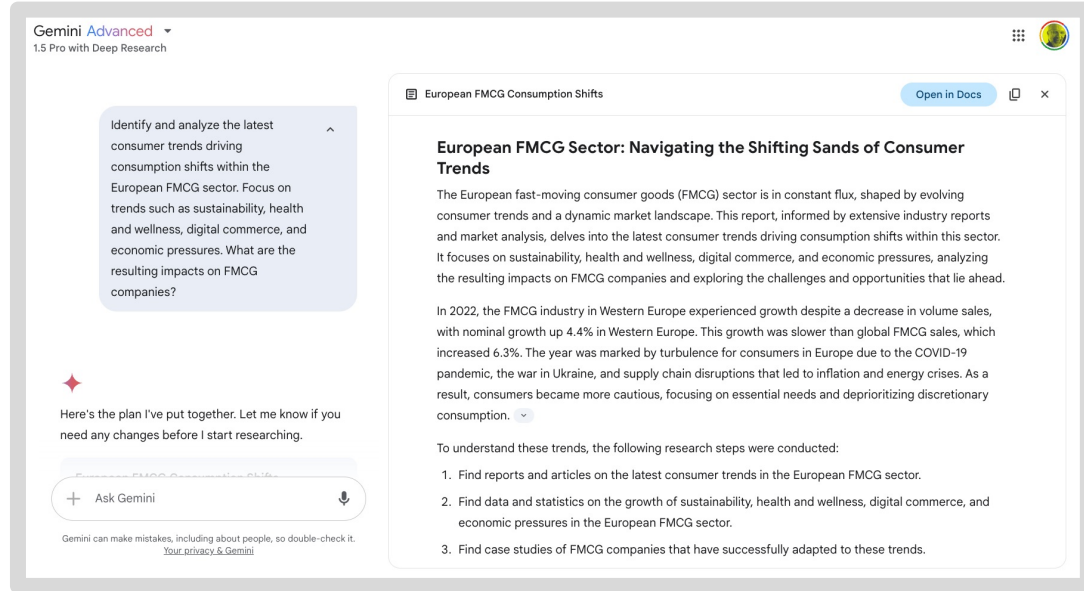 Gemini Advanced
1.5 Pro with Deep Research
Identify and analyze the latest
consumer trends driving
consumption shifts within the
European FMCG sector. Focus on
trends such as sustainability, health
and wellness, digital commerce, and
economic pressures. What are the
resulting impacts on FMCG
companies?
Here's the plan I've put together. Let me know if you
need any changes before I start researching.
European FMCG Consumption Shifts
Ask Gemini
Gemini can make mistakes, including about people, so double-check it.
Your privacy & Gemini
European FMCG Consumption Shifts
Open in Docs
European FMCG Sector: Navigating the Shifting Sands of Consumer
Trends
The European fast-moving consumer goods (FMCG) sector is in constant flux, shaped by evolving
consumer trends and a dynamic market landscape. This report, informed by extensive industry reports
and market analysis, delves into the latest consumer trends driving consumption shifts within this sector.
It focuses on sustainability, health and wellness, digital commerce, and economic pressures, analyzing
the resulting impacts on FMCG companies and exploring the challenges and opportunities that lie ahead.
In 2022, the FMCG industry in Western Europe experienced growth despite a decrease in volume sales,
with nominal growth up 4.4% in Western Europe. This growth was slower than global FMCG sales, which
increased 6.3%. The year was marked by turbulence for consumers in Europe due to the COVID-19
pandemic, the war in Ukraine, and supply chain disruptions that led to inflation and energy crises. As a
result, consumers became more cautious, focusing on essential needs and deprioritizing discretionary
consumption.
To understand these trends, the following research steps were conducted:
1. Find reports and articles on the latest consumer trends in the European FMCG sector.
2. Find data and statistics on the growth of sustainability, health and wellness, digital commerce, and
economic pressures in the European FMCG sector.
3. Find case studies of FMCG companies that have successfully adapted to these trends.